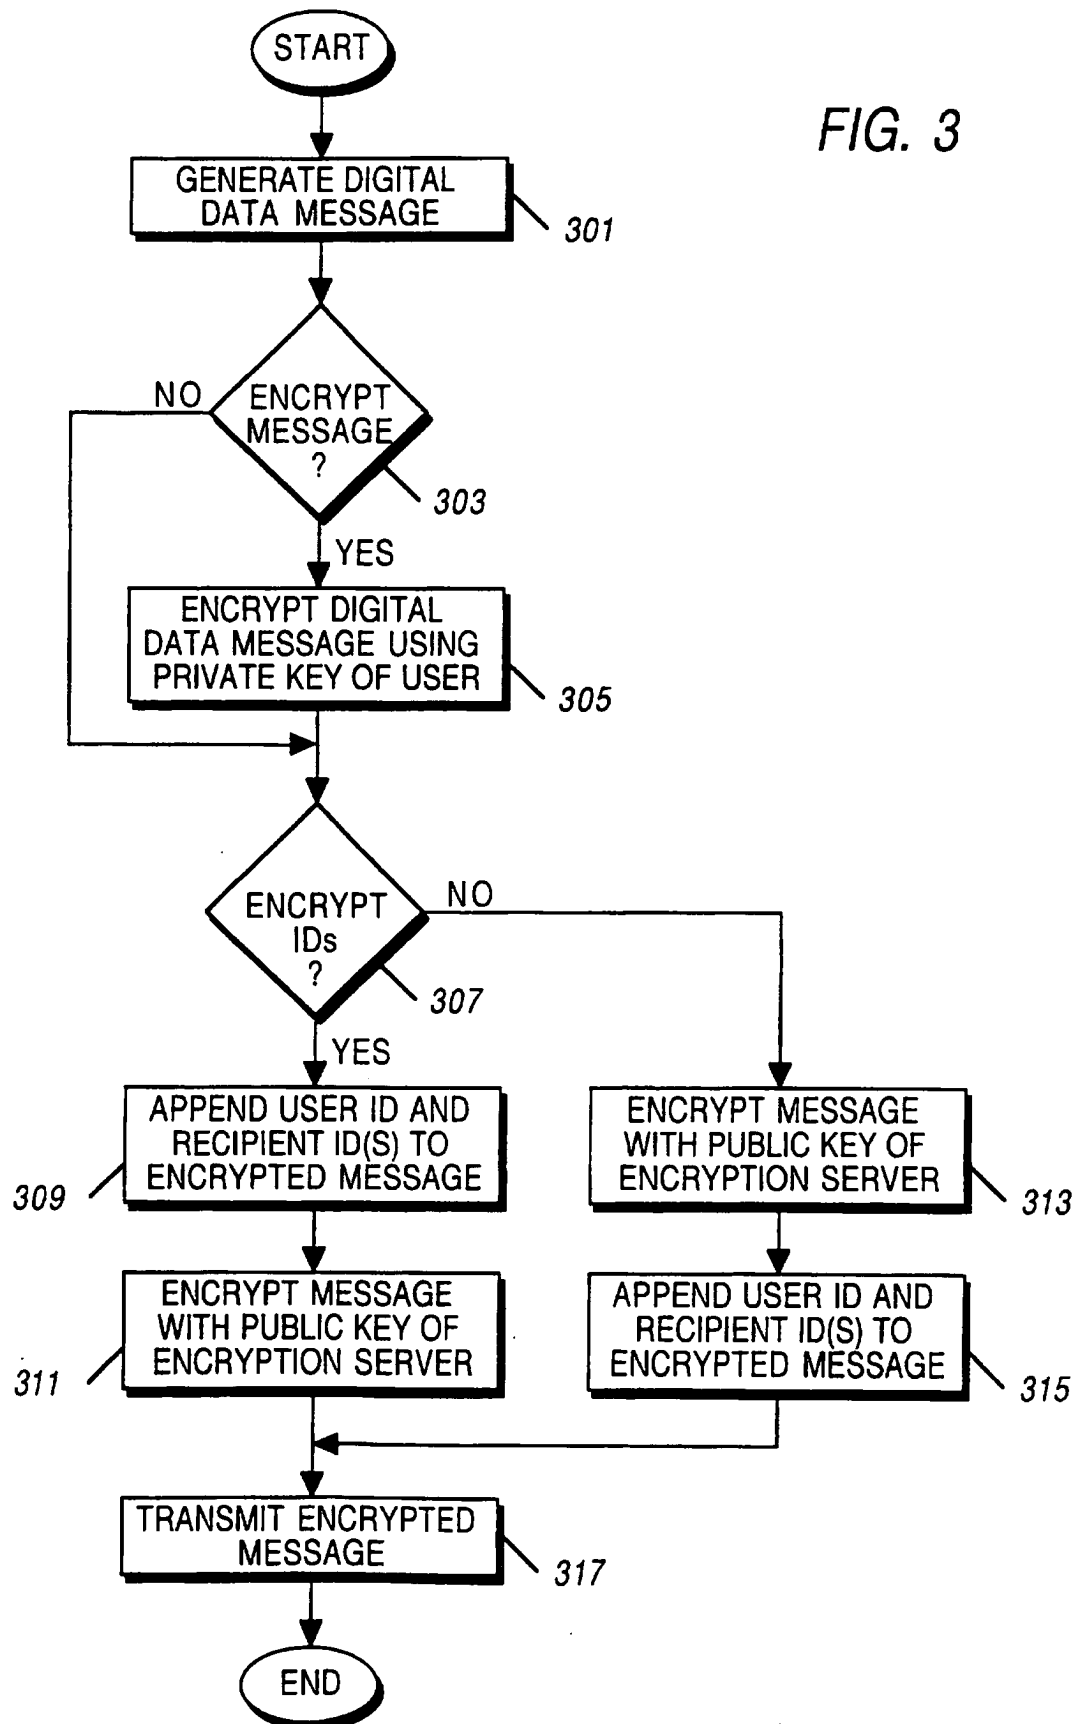 START
FIG. 3
GENERATE DIGITAL
DATA MESSAGE
301
NO
ENCRYPT
MESSAGE
?
303
YES
ENCRYPT DIGITAL
DATA MESSAGE USING
PRIVATE KEY OF USER
305
ENCRYPT
IDs
?
NO
307
YES
APPEND USER ID AND
RECIPIENT ID(S) TO
ENCRYPTED MESSAGE
309
ENCRYPT MESSAGE
WITH PUBLIC KEY OF
ENCRYPTION SERVER
313
ENCRYPT MESSAGE
WITH PUBLIC KEY OF
ENCRYPTION SERVER
311
APPEND USER ID AND
RECIPIENT ID(S) TO
ENCRYPTED MESSAGE
315
TRANSMIT ENCRYPTED
MESSAGE
317
END